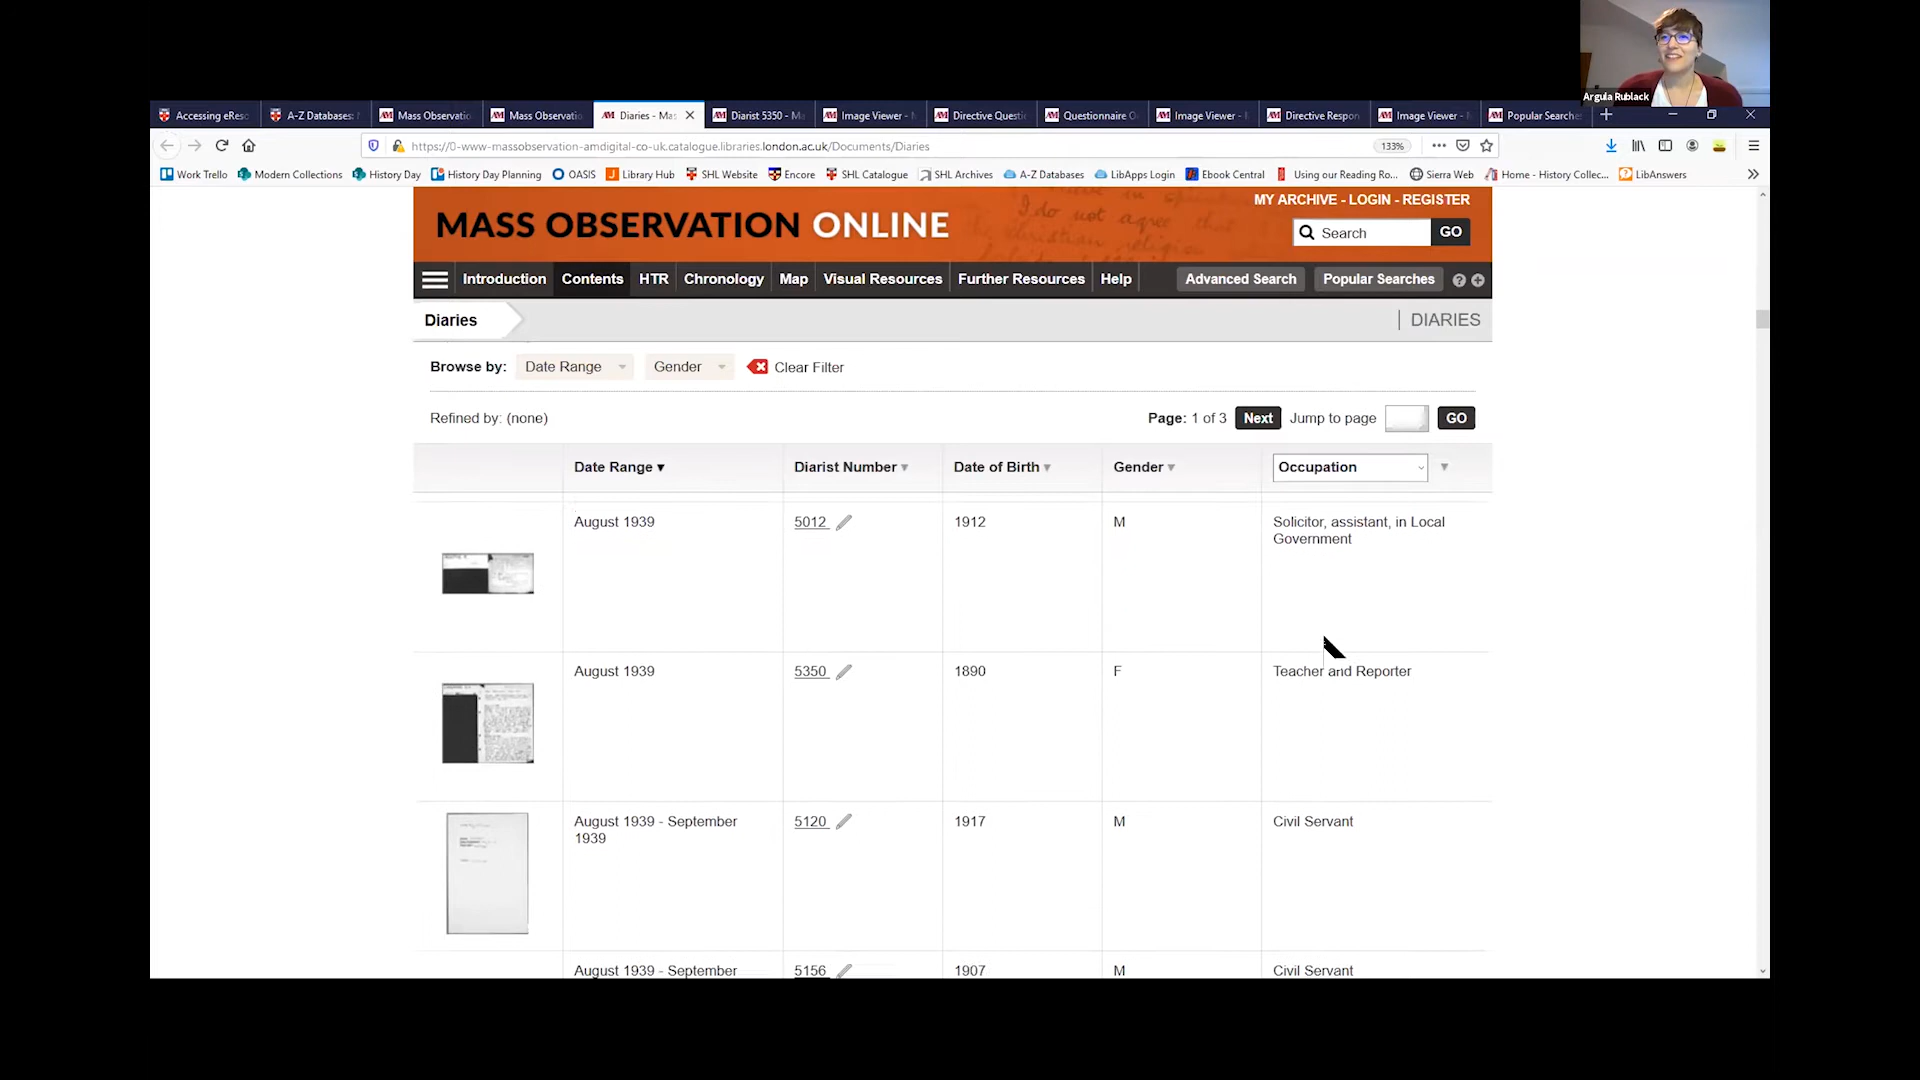 Argula Rublack
Accessing eReso
A-Z Databases:
Mass Observatio
Mass Observatio
Diaries - Mas
Diarist 5350 - Ma
Image Viewer -
Directive Questi
Questionnaire O
Image Viewer -
Directive Respon
Image Viewer -
Popular Searche
https://0-www-massobservation-amdigital-co-uk.catalogue.libraries.london.ac.uk/Documents/Diaries
133%
Work Trello
Modern Collections
History Day
History Day Planning
OASIS
Library Hub
SHL Website
Encore
SHL Catalogue
SHL Archives
A-Z Databases
LibApps Login
Ebook Central
Using our Reading Ro...
Sierra Web
Home - History Collec...
LibAnswers
MASS OBSERVATION ONLINE
I do not agree that
christian religion
MY ARCHIVE - LOGIN - REGISTER
Search GO
Introduction Contents HTR Chronology Map Visual Resources Further Resources Help Advanced Search Popular Searches
Diaries
| DIARIES
Browse by: Date Range Gender Clear Filter
Refined by: (none)
Page: 1 of 3 Next Jump to page GO
Date Range Diarist Number Date of Birth Gender Occupation
August 1939 5012 1912 M Solicitor, assistant, in Local
Government
August 1939 5350 1890 F Teacher and Reporter
August 1939 - September 5120 1917 M Civil Servant
1939
August 1939 - September 5156 1907 M Civil Servant